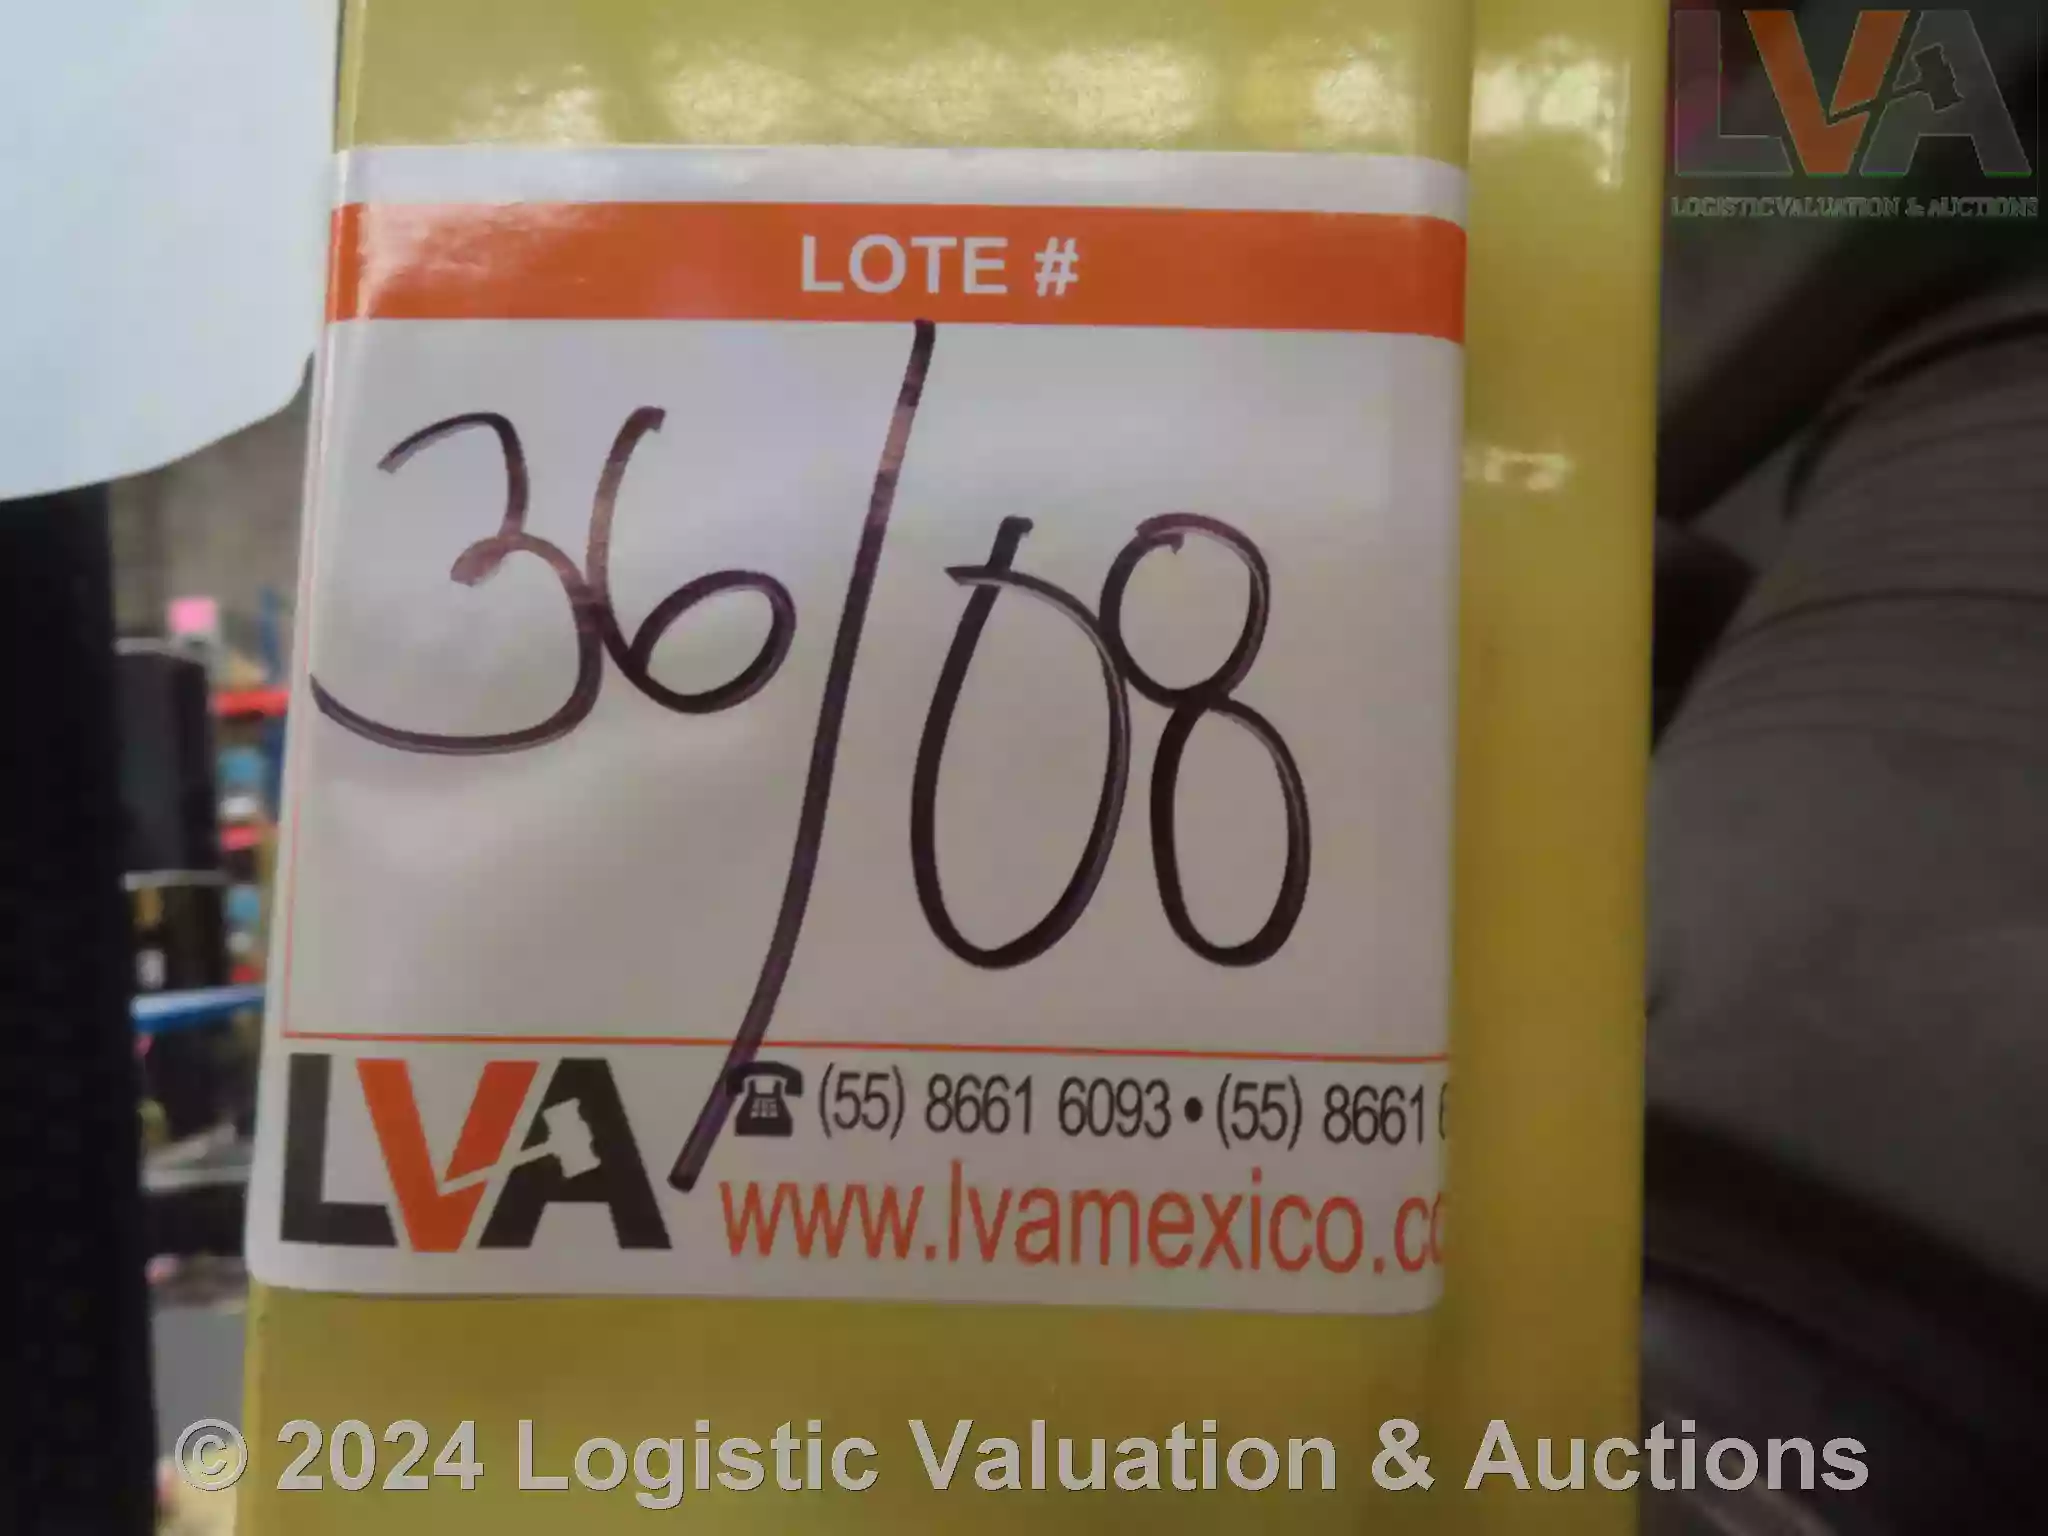 LVA
LOGISTIC VALUATION & AUCTIONS
LOTE #
36/08
LVA
(55) 8661 6093 • (55) 8661
www.lvamexico.co
© 2024 Logistic Valuation & Auctions